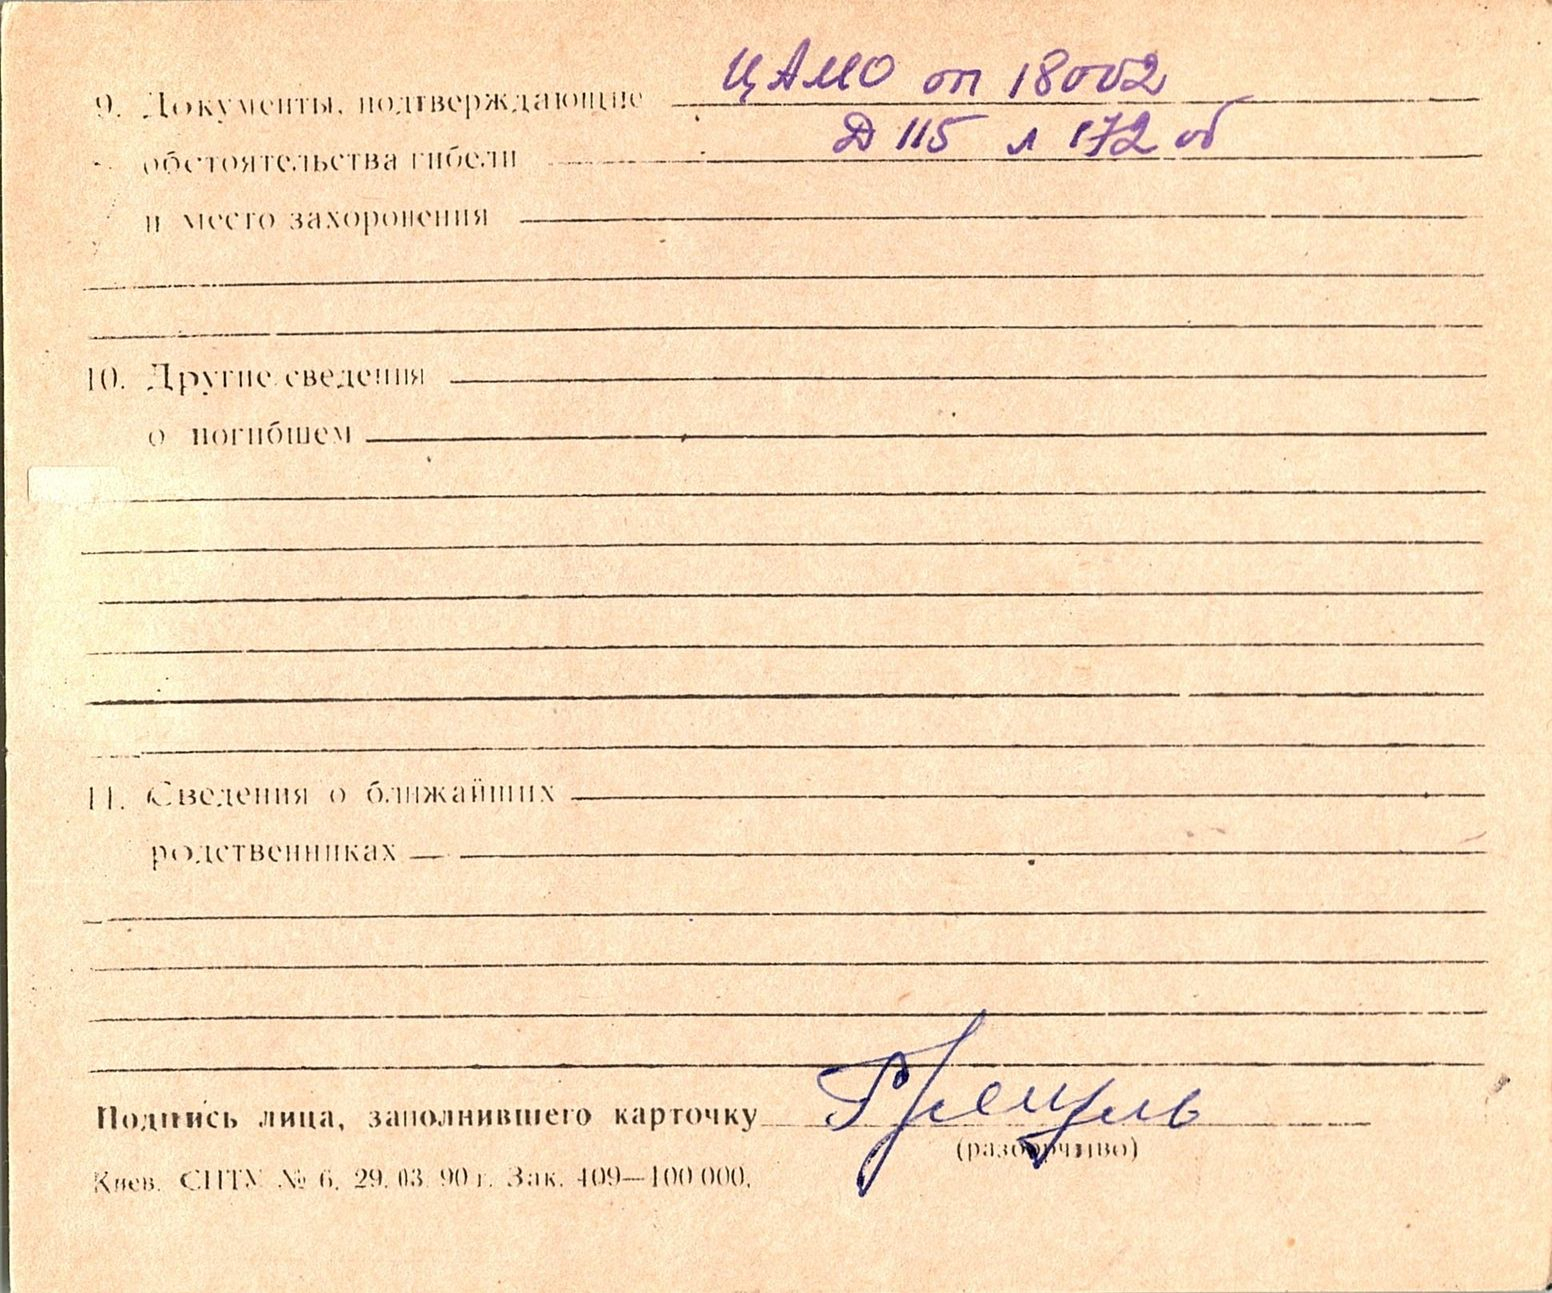 9. Документы, подтверждающие ЦАМО оп 18002
обстоятельства гибели Д 115 л 172 об
и место захоронения
10. Другие сведения
о погибшем
11. Сведения о ближайших
родственниках
Подпись лица, заполнившего карточку
(разборчиво)
Киев. СПТУ № 6. 29. 03. 90 г. Зак. 409—100 000.